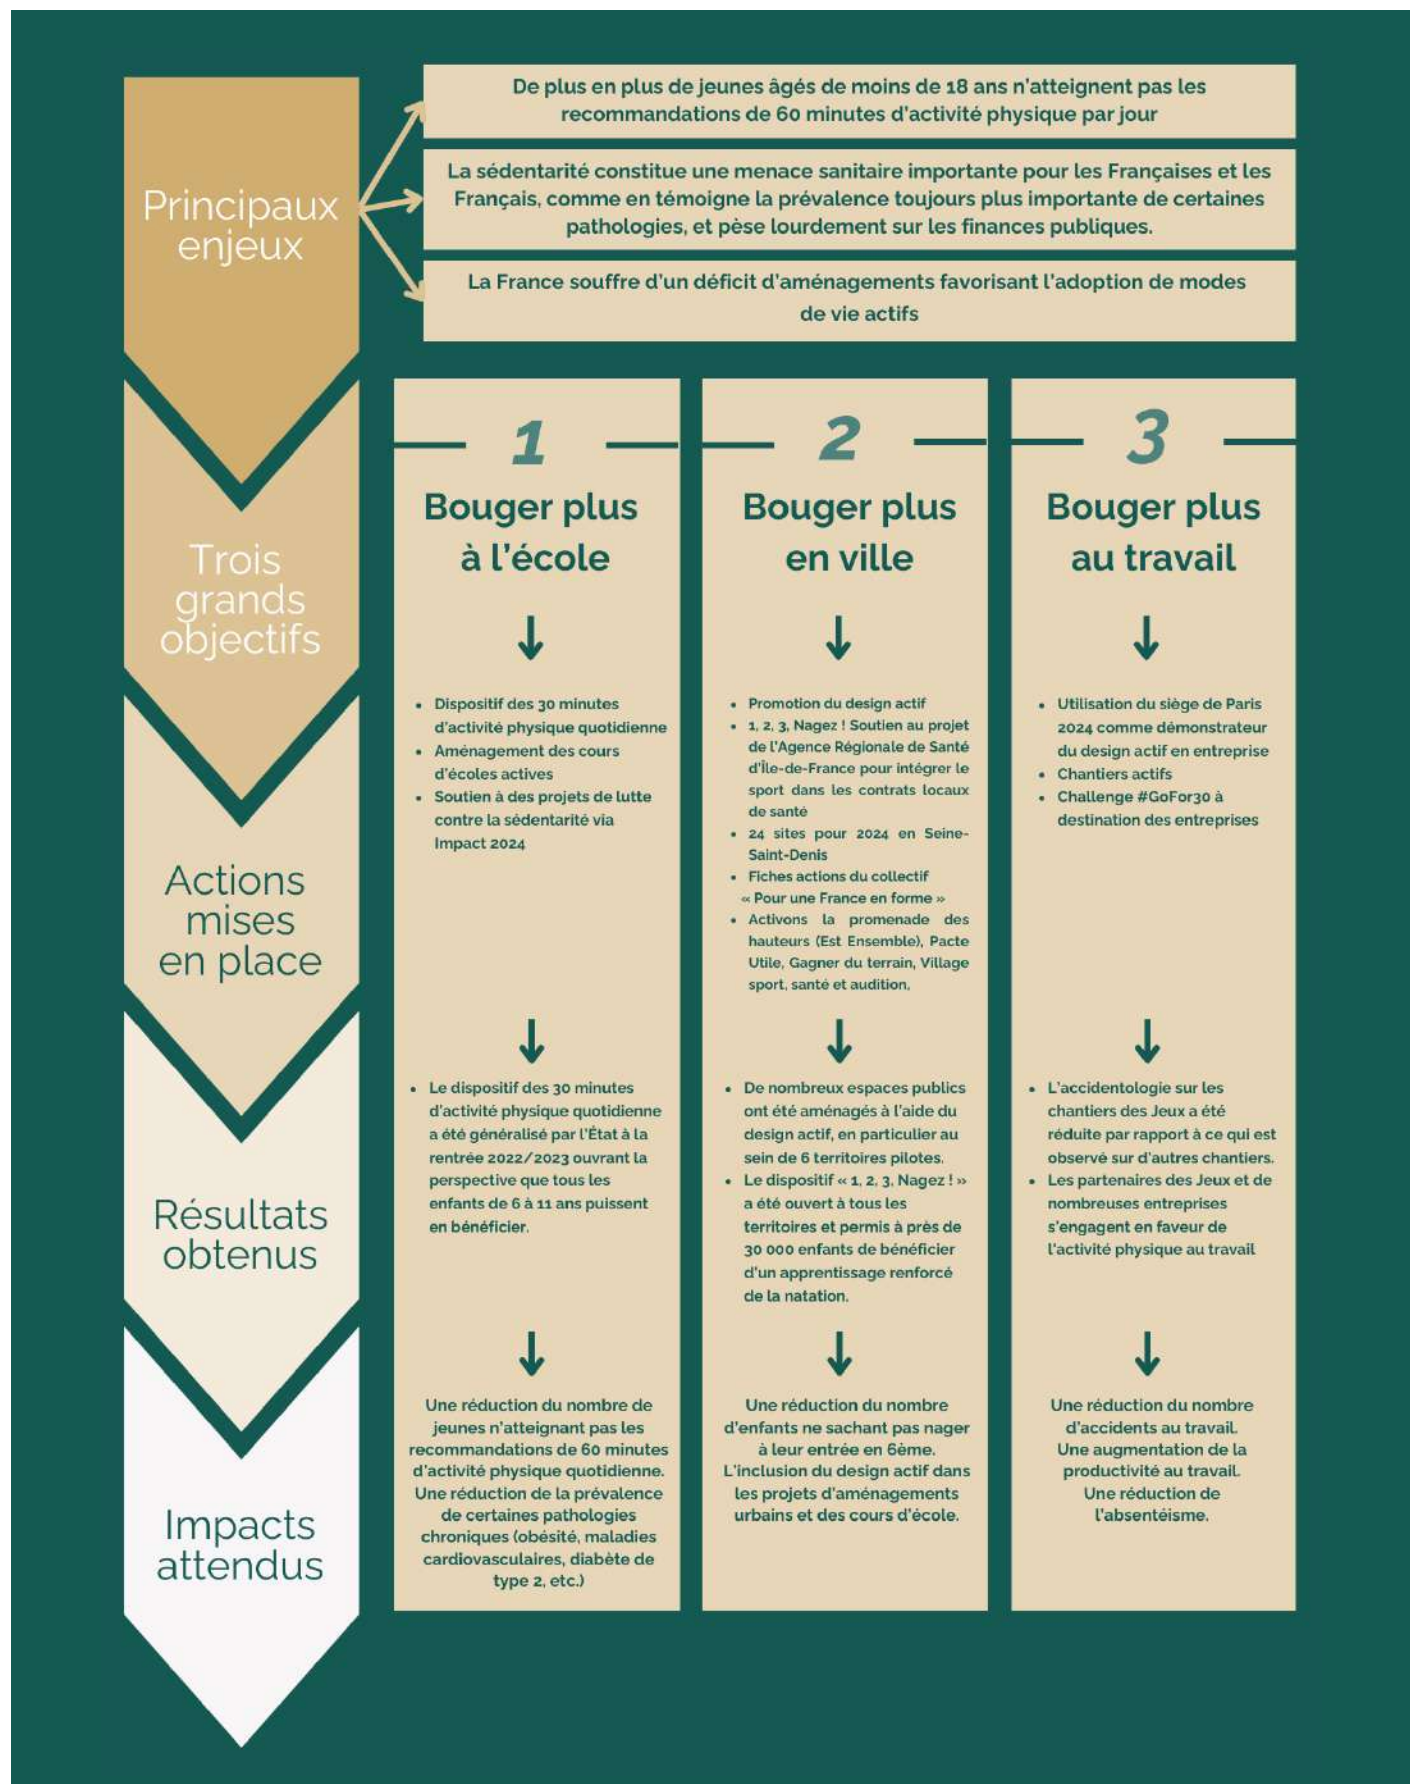 Principaux
enjeux
De plus en plus de jeunes âgés de moins de 18 ans n'atteignent pas les
recommandations de 60 minutes d'activité physique par jour
La sédentarité constitue une menace sanitaire importante pour les Françaises et les
Français, comme en témoigne la prévalence toujours plus importante de certaines
pathologies, et pèse lourdement sur les finances publiques.
La France souffre d'un déficit d'aménagements favorisant l'adoption de modes
de vie actifs
Trois
grands
objectifs
1
Bouger plus
à l'école
2
Bouger plus
en ville
3
Bouger plus
au travail
Actions
mises
en place
• Dispositif des 30 minutes
d'activité physique quotidienne
• Aménagement des cours
d'écoles actives
• Soutien à des projets de lutte
contre la sédentarité via
Impact 2024
• Promotion du design actif
• 1, 2, 3, Nagez ! Soutien au projet
de l'Agence Régionale de Santé
d'Île-de-France pour intégrer le
sport dans les contrats locaux
de santé
• 24 sites pour 2024 en Seine-
Saint-Denis
• Fiches actions du collectif
« Pour une France en forme »
• Activons la promenade des
hauteurs (Est Ensemble), Pacte
Utile, Gagner du terrain, Village
sport, santé et audition,
• Utilisation du siège de Paris
2024 comme démonstrateur
du design actif en entreprise
• Chantiers actifs
• Challenge #GoFor30 à
destination des entreprises
Résultats
obtenus
• Le dispositif des 30 minutes
d'activité physique quotidienne
a été généralisé par l'État à la
rentrée 2022/2023 ouvrant la
perspective que tous les
enfants de 6 à 11 ans puissent
en bénéficier.
• De nombreux espaces publics
ont été aménagés à l'aide du
design actif, en particulier au
sein de 6 territoires pilotes.
• Le dispositif « 1, 2, 3, Nagez ! »
a été ouvert à tous les
territoires et permis à près de
30 000 enfants de bénéficier
d'un apprentissage renforcé
de la natation.
• L'accidentologie sur les
chantiers des Jeux a été
réduite par rapport à ce qui est
observé sur d'autres chantiers.
• Les partenaires des Jeux et de
nombreuses entreprises
s'engagent en faveur de
l'activité physique au travail
Impacts
attendus
Une réduction du nombre de
jeunes n'atteignant pas les
recommandations de 60 minutes
d'activité physique quotidienne.
Une réduction de la prévalence
de certaines pathologies
chroniques (obésité, maladies
cardiovasculaires, diabète de
type 2, etc.)
Une réduction du nombre
d'enfants ne sachant pas nager
à leur entrée en 6ème.
L'inclusion du design actif dans
les projets d'aménagements
urbains et des cours d'école.
Une réduction du nombre
d'accidents au travail.
Une augmentation de la
productivité au travail.
Une réduction de
l'absentéisme.